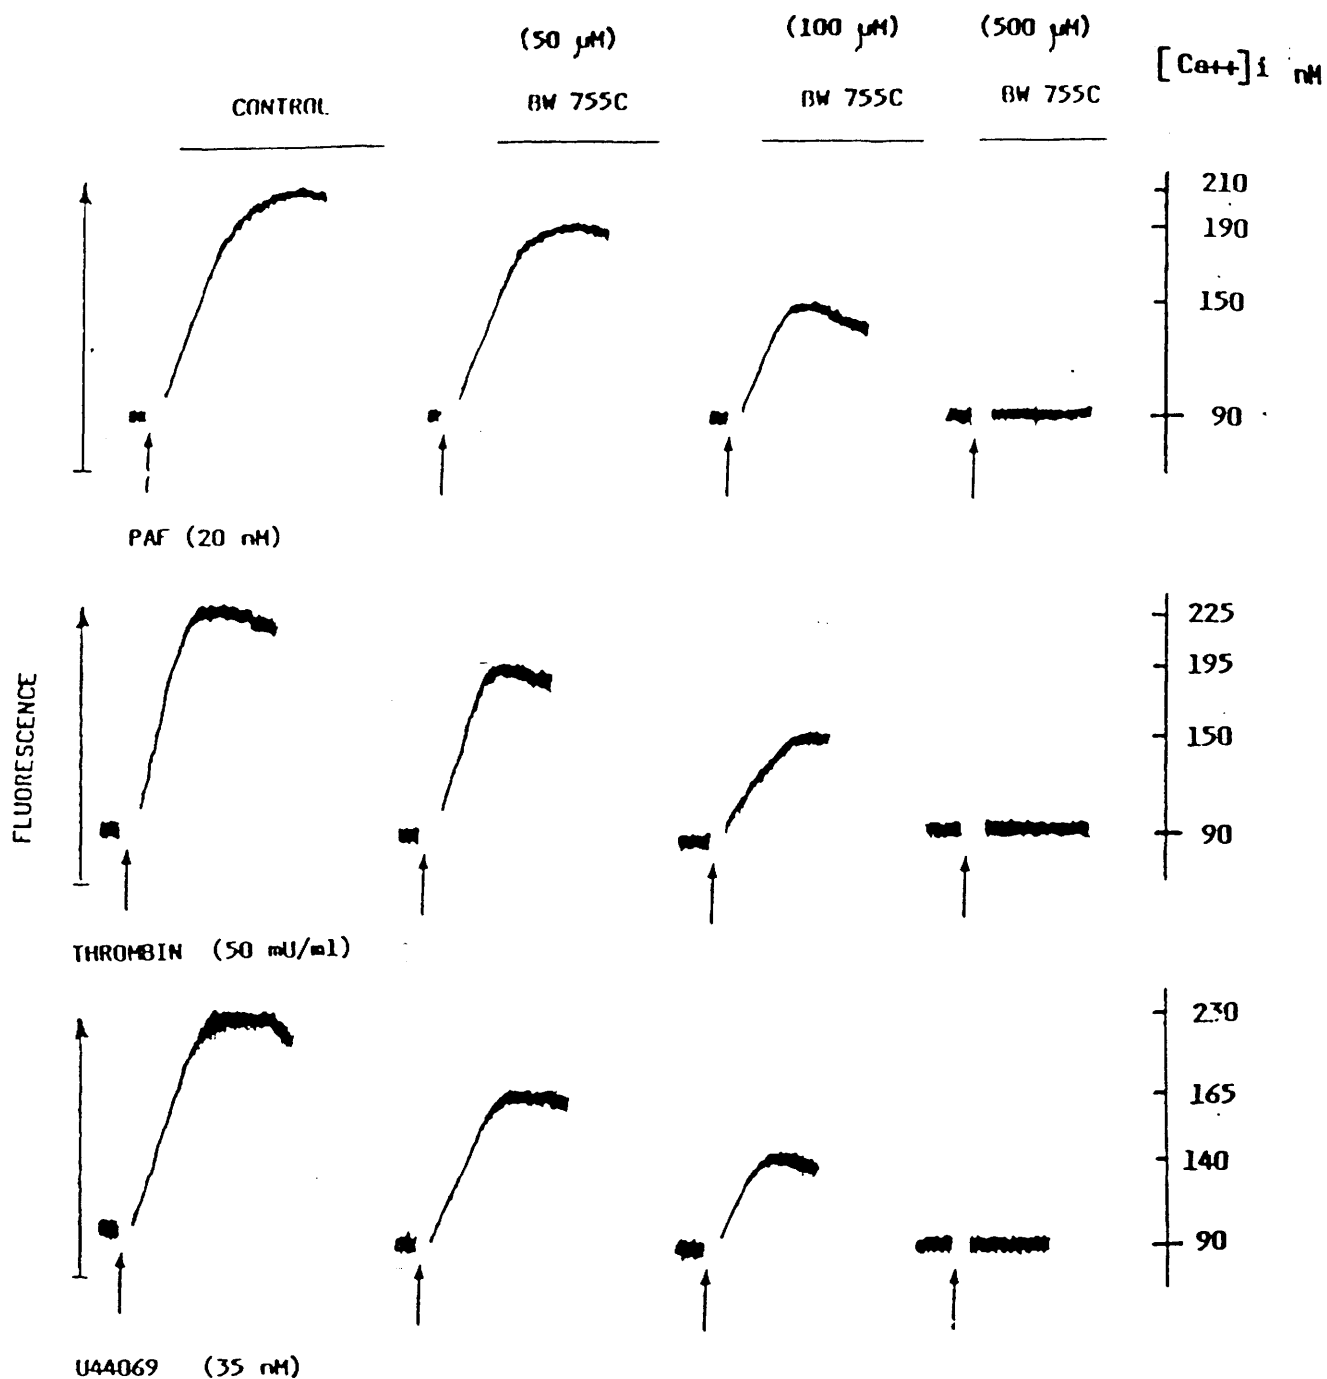 (50 µM) (100 µM) (500 µM)
[Ca++]i nM
CONTROL BW 755C BW 755C BW 755C
210
190
150
90
PAF (20 nM)
FLUORESCENCE
225
195
150
90
THROMBIN (50 mU/ml)
230
165
140
90
U44069 (35 nM)